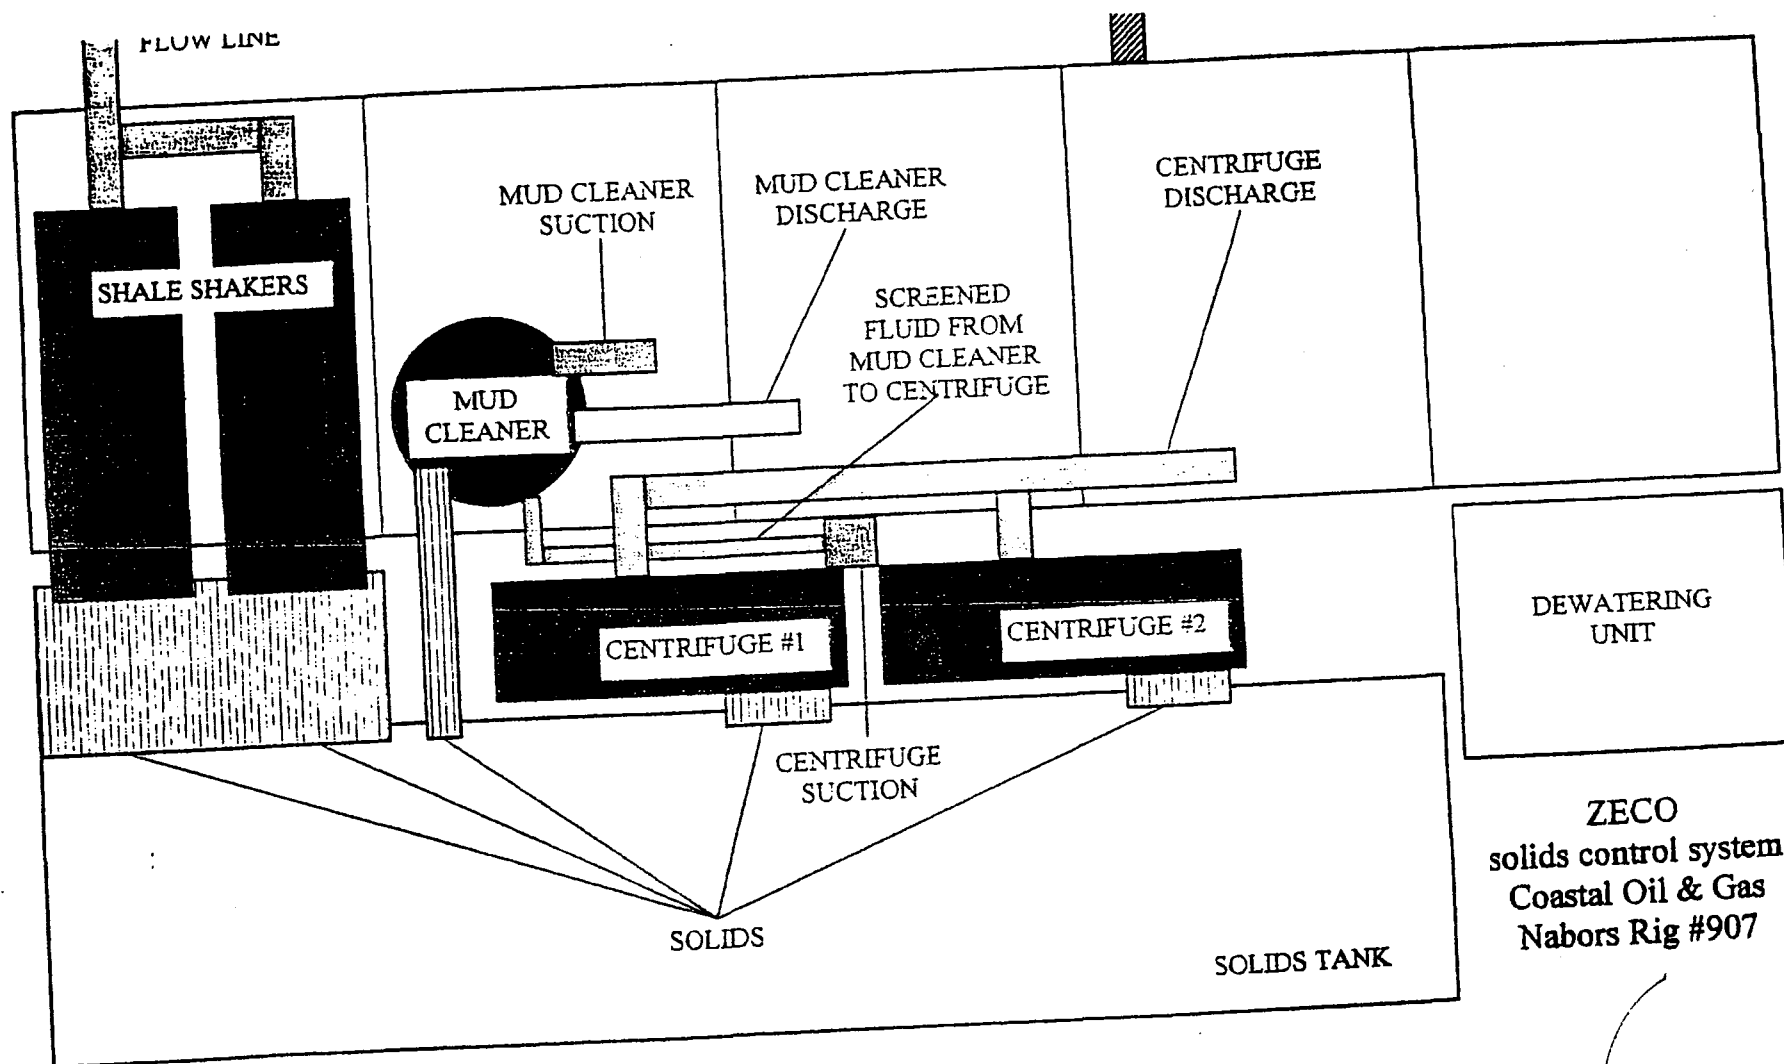 FLOW LINE
MUD CLEANER
SUCTION
MUD CLEANER
DISCHARGE
CENTRIFUGE
DISCHARGE
SHALE SHAKERS
SCREENED
FLUID FROM
MUD CLEANER
TO CENTRIFUGE
MUD
CLEANER
CENTRIFUGE #1
CENTRIFUGE #2
DEWATERING
UNIT
CENTRIFUGE
SUCTION
SOLIDS
SOLIDS TANK
ZECO
solids control system
Coastal Oil & Gas
Nabors Rig #907